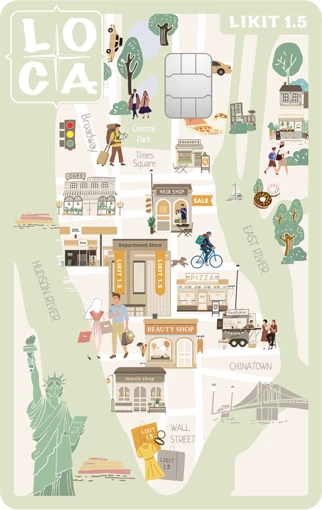 LO
CA
LIKIT 1.5
Broadway
Central
Park
Times
Square
CAFE
HAIR SHOP
SALE
OIL
EAST RIVER
Department Store
LIKIT 1.5
LIKIT 1.5
PIZZA
HUDSON RIVER
BEAUTY SHOP
CHINATOWN
movie shop
WALL
STREET
LIKIT
1.5
LIKIT
1.5